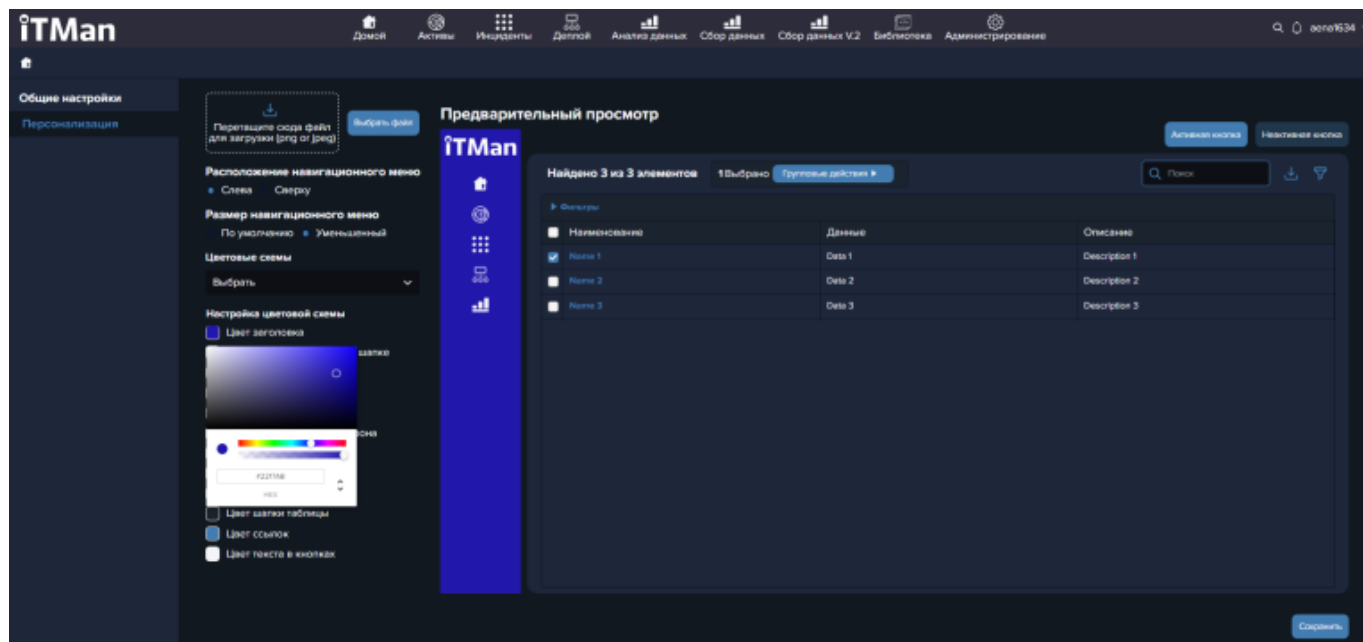 iTMan
Домой Активы Инциденты Деплой Анализ данных Сбор данных Сбор данных V.2 Библиотека Администрирование
Общие настройки
Персонализация
Перетащите сюда файл
для загрузки (png or jpeg)
Выбрать файл
Расположение навигационного меню
Слева Сверху
Размер навигационного меню
По умолчанию Уменьшенный
Цветовые схемы
Выбрать
Настройка цветовой схемы
Цвет заголовка
шапке
она
HEX
Цвет шапки таблицы
Цвет ссылок
Цвет текста в кнопках
Предварительный просмотр
Активная кнопка Неактивная кнопка
iTMan
Найдено 3 из 3 элементов 1 Выбрано Групповые действия
Поиск
Фильтры
Наименование Данные Описание
Name 1 Data 1 Description 1
Name 2 Data 2 Description 2
Name 3 Data 3 Description 3
Сохранить